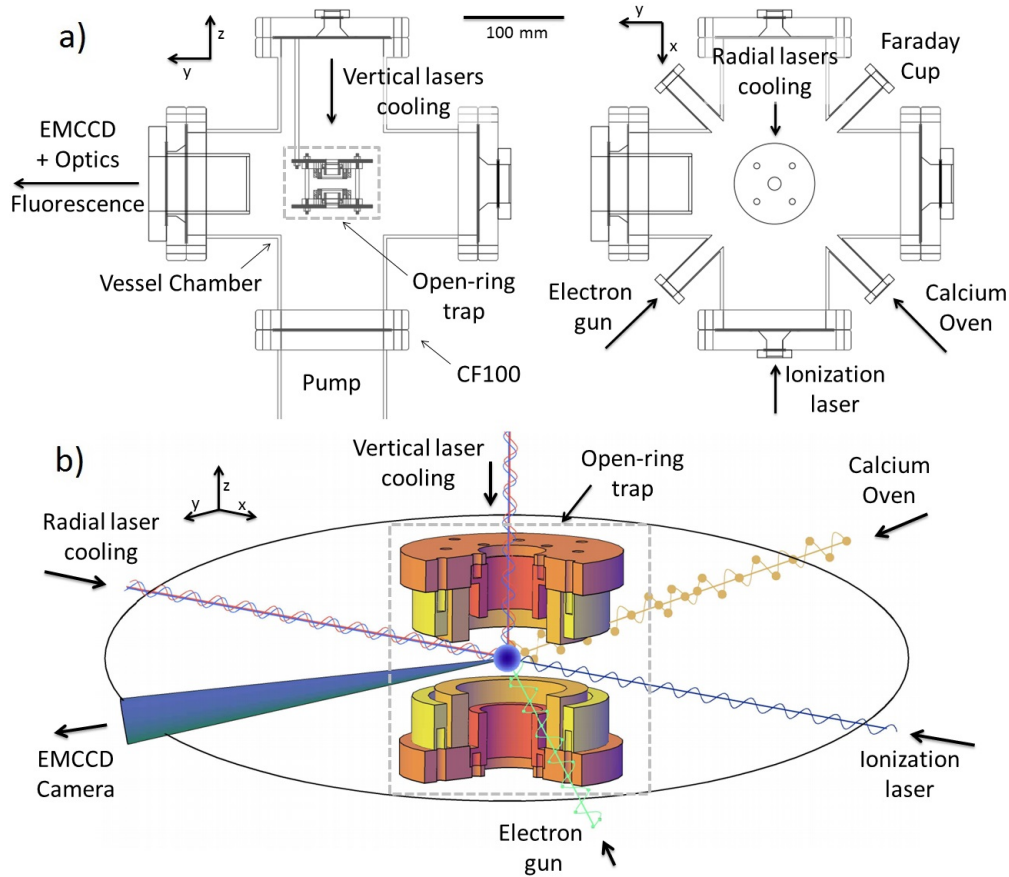 a)
z
y
100 mm
y
x
Vertical lasers
cooling
Radial lasers
cooling
Faraday
Cup
EMCCD
+ Optics
Fluorescence
Vessel Chamber
Open-ring
trap
CF100
Pump
Electron
gun
Calcium
Oven
Ionization
laser
b)
z
y
x
Vertical laser
cooling
Open-ring
trap
Calcium
Oven
Radial laser
cooling
EMCCD
Camera
Ionization
laser
Electron
gun